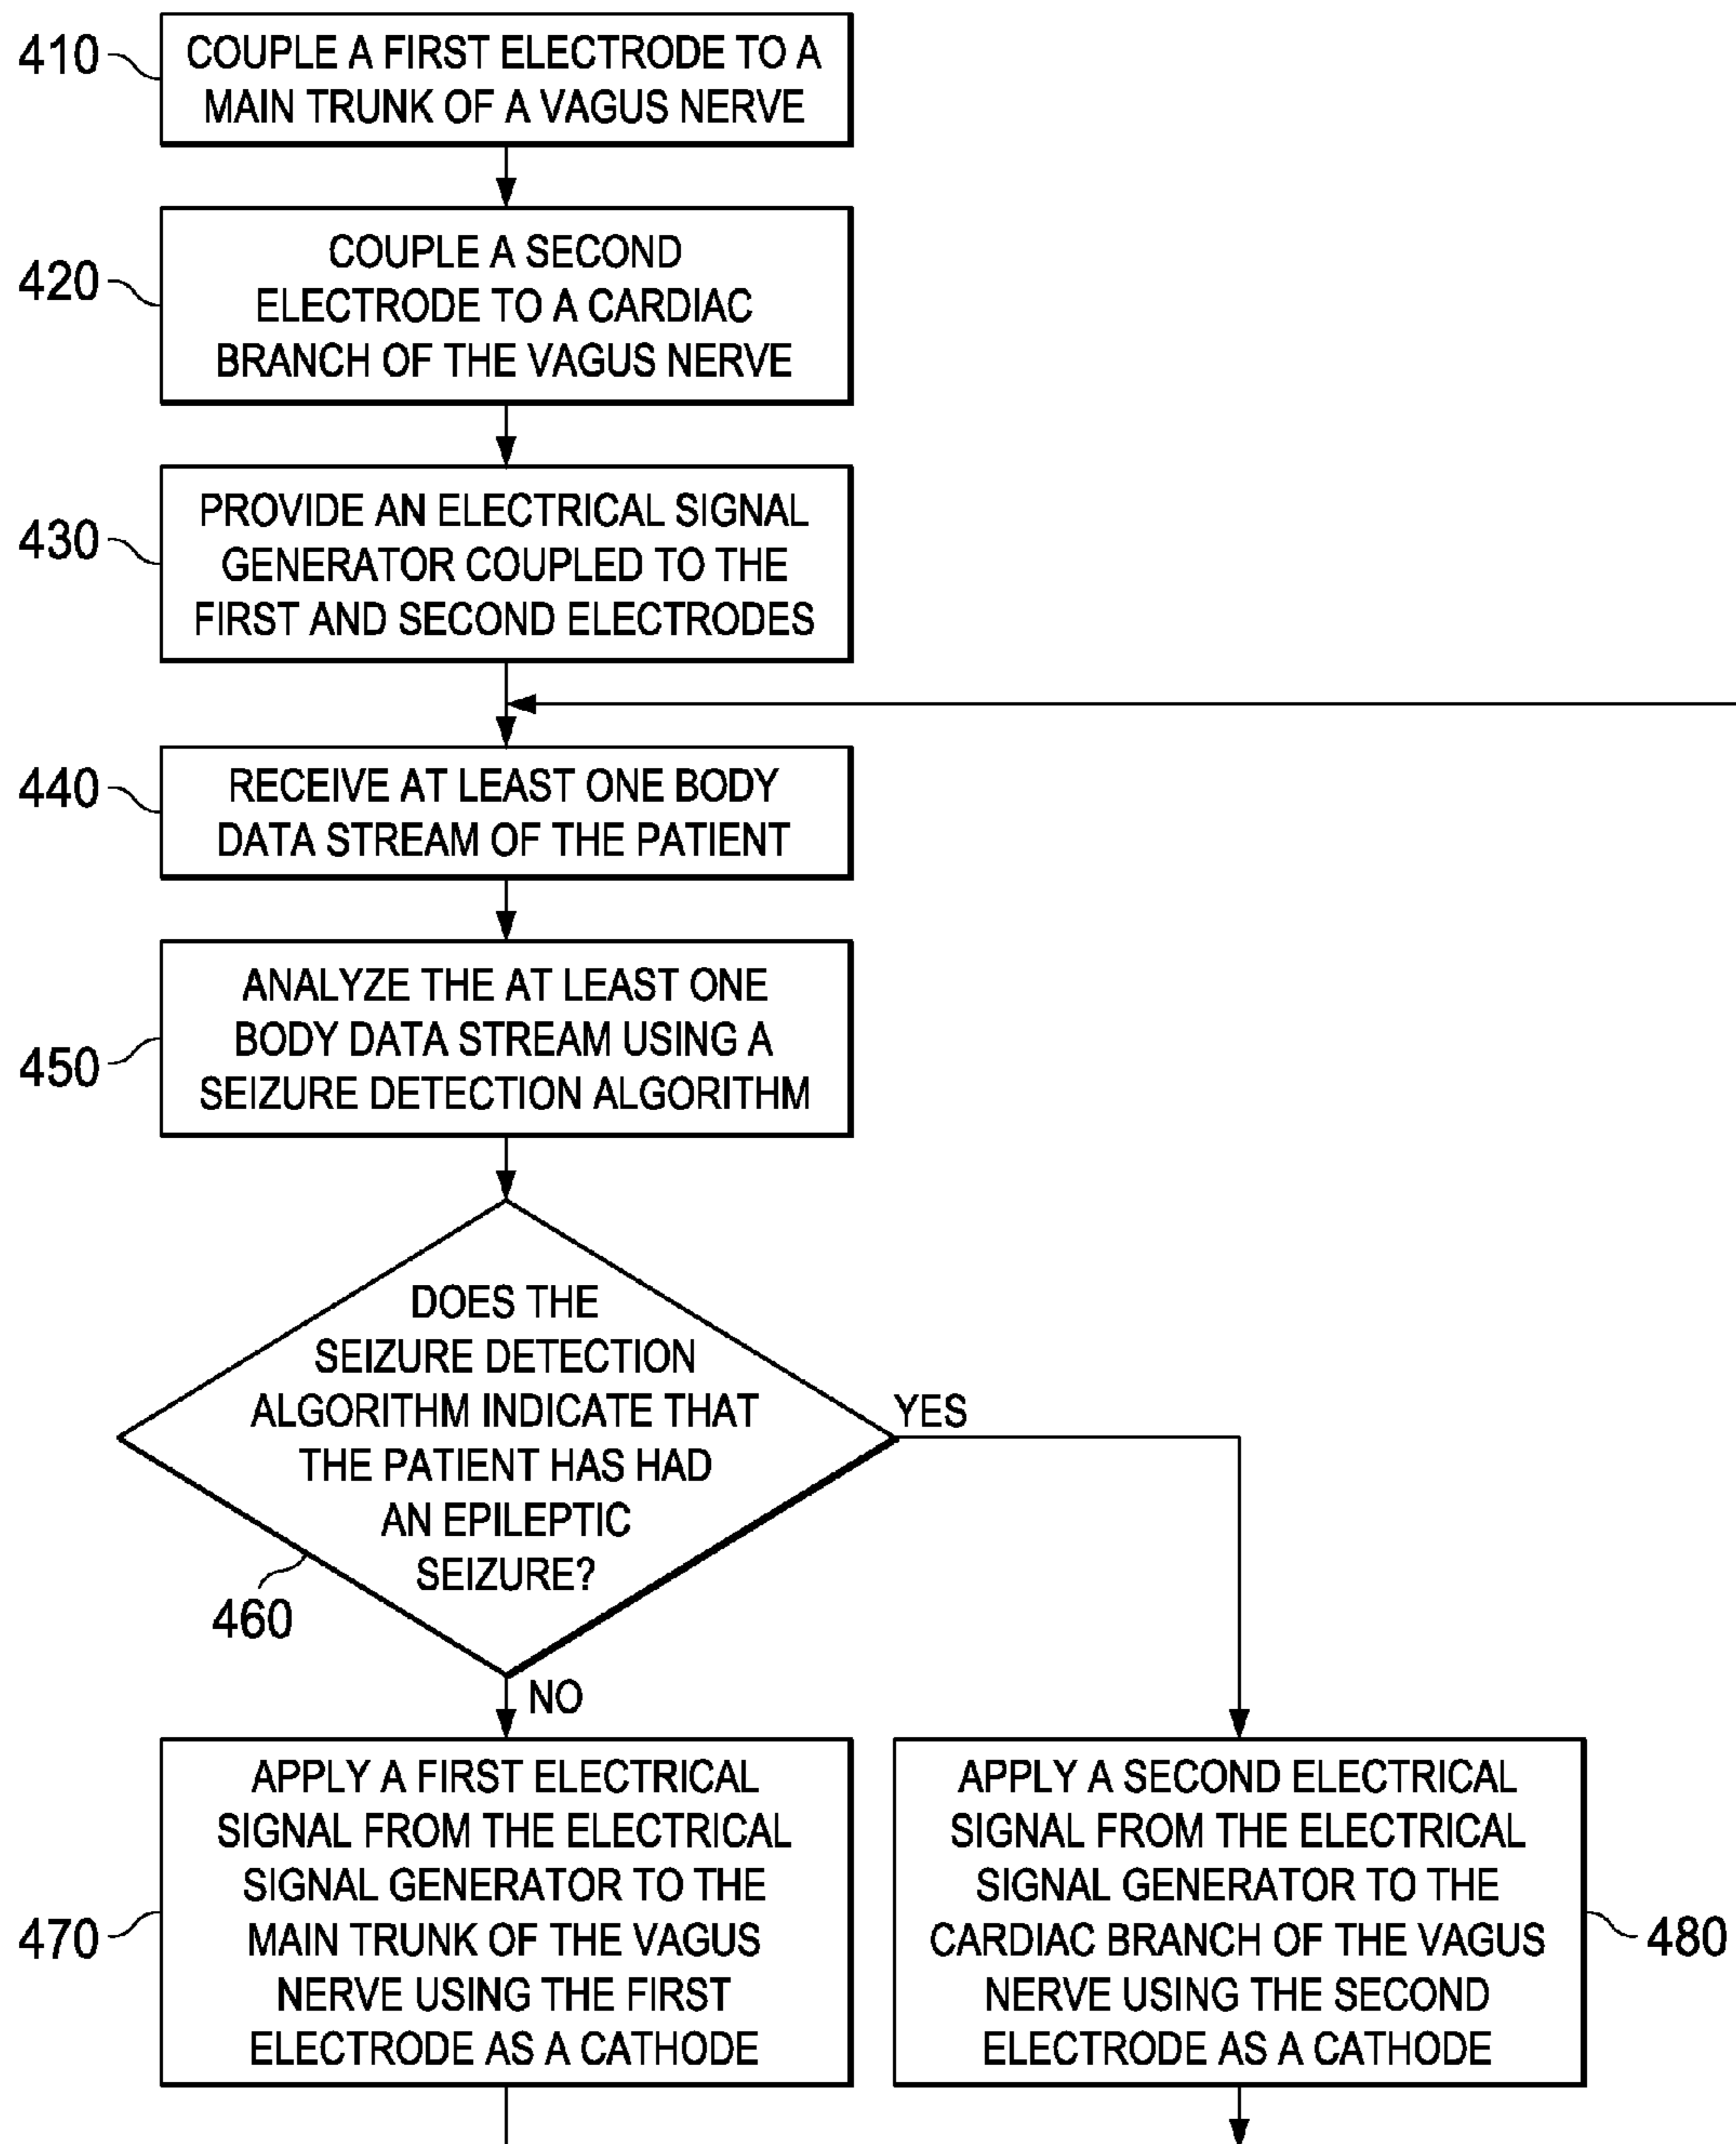 410
COUPLE A FIRST ELECTRODE TO A
MAIN TRUNK OF A VAGUS NERVE
420
COUPLE A SECOND
ELECTRODE TO A CARDIAC
BRANCH OF THE VAGUS NERVE
430
PROVIDE AN ELECTRICAL SIGNAL
GENERATOR COUPLED TO THE
FIRST AND SECOND ELECTRODES
440
RECEIVE AT LEAST ONE BODY
DATA STREAM OF THE PATIENT
450
ANALYZE THE AT LEAST ONE
BODY DATA STREAM USING A
SEIZURE DETECTION ALGORITHM
DOES THE
SEIZURE DETECTION
ALGORITHM INDICATE THAT
THE PATIENT HAS HAD
AN EPILEPTIC
SEIZURE?
460
YES
NO
470
APPLY A FIRST ELECTRICAL
SIGNAL FROM THE ELECTRICAL
SIGNAL GENERATOR TO THE
MAIN TRUNK OF THE VAGUS
NERVE USING THE FIRST
ELECTRODE AS A CATHODE
APPLY A SECOND ELECTRICAL
SIGNAL FROM THE ELECTRICAL
SIGNAL GENERATOR TO THE
CARDIAC BRANCH OF THE VAGUS
NERVE USING THE SECOND
ELECTRODE AS A CATHODE
480